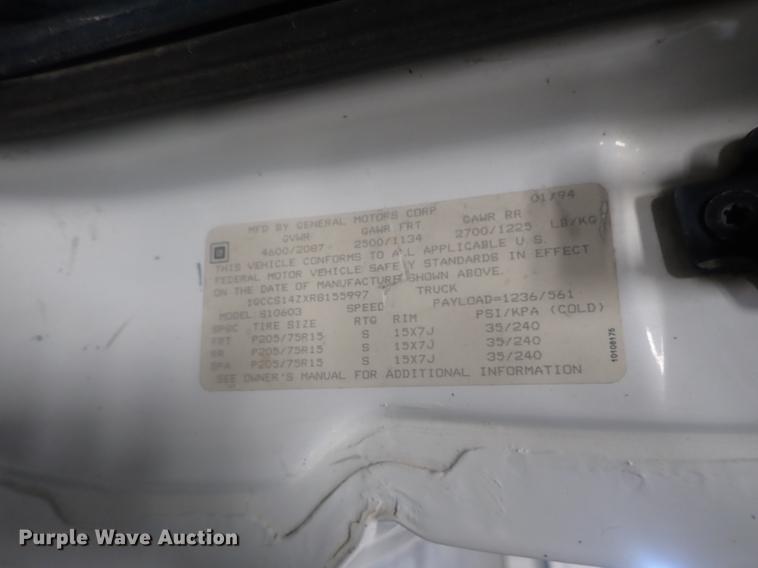 MFD BY GENERAL MOTORS CORP 01/94
GVWR GAWR FRT GAWR RR
GM 4600/2087 2500/1134 2700/1225 LB/KG
THIS VEHICLE CONFORMS TO ALL APPLICABLE U.S.
FEDERAL MOTOR VEHICLE SAFETY STANDARDS IN EFFECT
ON THE DATE OF MANUFACTURE SHOWN ABOVE.
1GCCS14ZXR8155997 TRUCK
MODEL: S10603 SPEED PAYLOAD=1236/561
SPGC TIRE SIZE RTG RIM PSI/KPA (COLD)
FRT P205/75R15 S 15X7J 35/240
RR P205/75R15 S 15X7J 35/240
SPA P205/75R15 S 15X7J 35/240
SEE OWNER'S MANUAL FOR ADDITIONAL INFORMATION
10108175
Purple Wave Auction